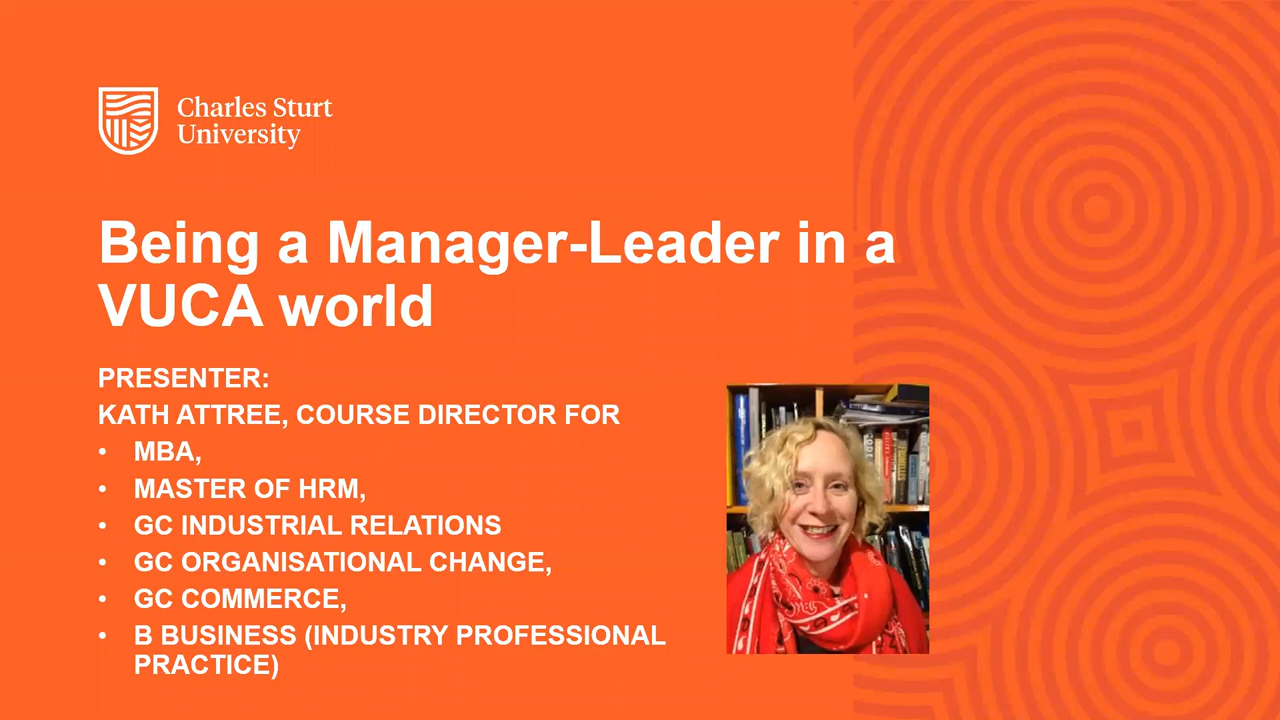 Charles Sturt
University
Being a Manager-Leader in a
VUCA world
PRESENTER:
KATH ATTREE, COURSE DIRECTOR FOR
• MBA,
• MASTER OF HRM,
• GC INDUSTRIAL RELATIONS
• GC ORGANISATIONAL CHANGE,
• GC COMMERCE,
• B BUSINESS (INDUSTRY PROFESSIONAL
PRACTICE)